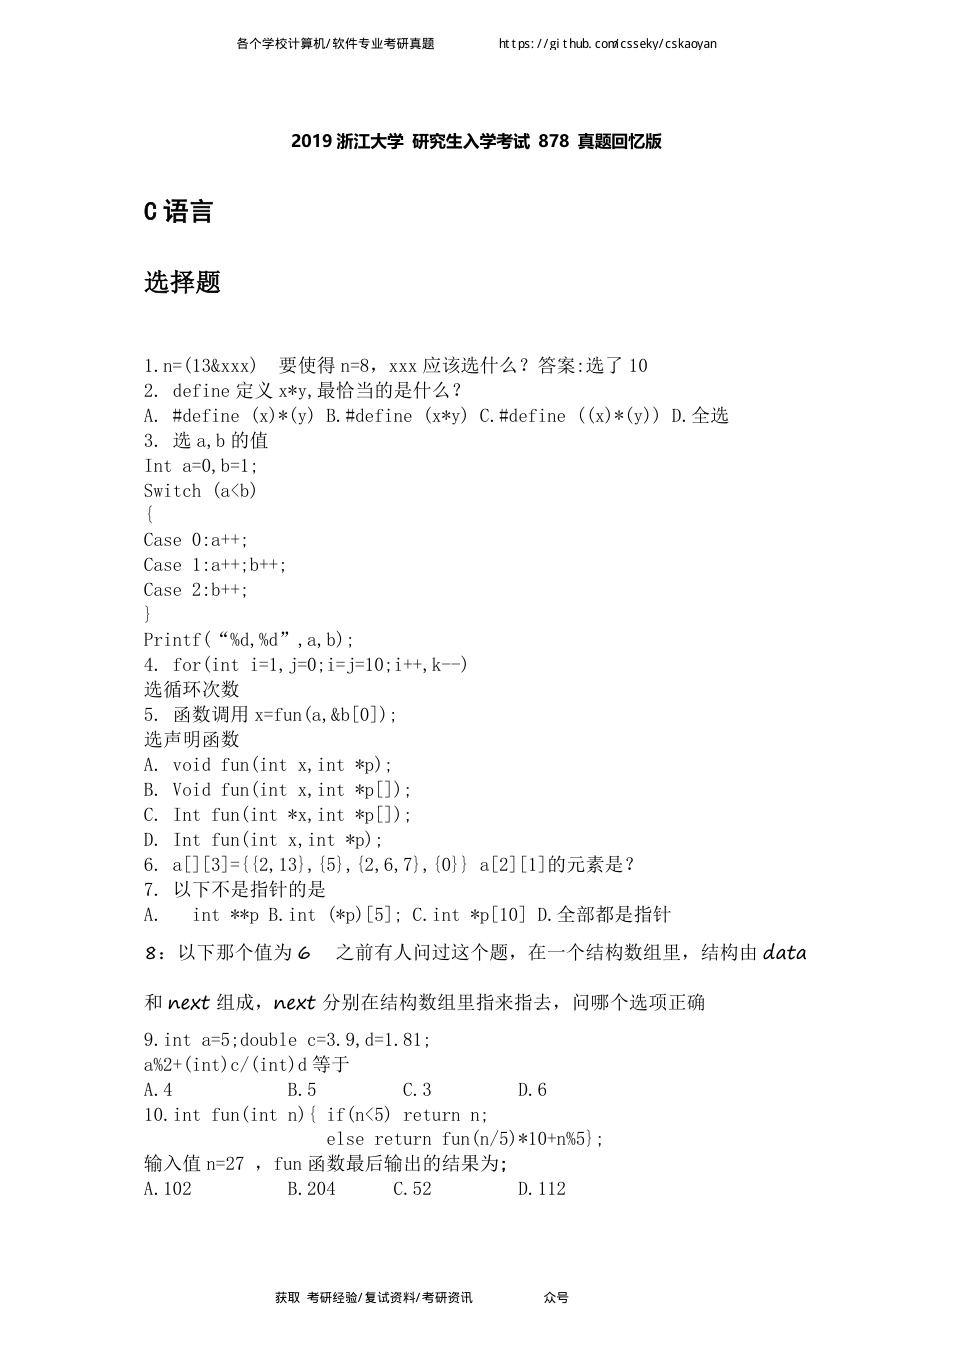 各个学校计算机/软件专业考研真题 https://github.com/csseky/cskaoyan
2019 浙江大学 研究生入学考试 878 真题回忆版
C 语言
选择题
1.n=(13&xxx) 要使得 n=8，xxx 应该选什么？答案:选了 10
2. define 定义 x*y,最恰当的是什么？
A. #define (x)*(y) B.#define (x*y) C.#define ((x)*(y)) D.全选
3. 选 a,b 的值
Int a=0,b=1;
Switch (a<b)
{
Case 0:a++;
Case 1:a++;b++;
Case 2:b++;
}
Printf(“%d,%d”,a,b);
4. for(int i=1,j=0;i=j=10;i++,k--)
选循环次数
5. 函数调用 x=fun(a,&b[0]);
选声明函数
A. void fun(int x,int *p);
B. Void fun(int x,int *p[]);
C. Int fun(int *x,int *p[]);
D. Int fun(int x,int *p);
6. a[][3]={{2,13},{5},{2,6,7},{0}} a[2][1]的元素是？
7. 以下不是指针的是
A. int **p B.int (*p)[5]; C.int *p[10] D.全部都是指针
8：以下那个值为 6 之前有人问过这个题，在一个结构数组里，结构由 data
和 next 组成，next 分别在结构数组里指来指去，问哪个选项正确
9.int a=5;double c=3.9,d=1.81;
a%2+(int)c/(int)d 等于
A.4 B.5 C.3 D.6
10.int fun(int n){ if(n<5) return n;
else return fun(n/5)*10+n%5};
输入值 n=27 ，fun 函数最后输出的结果为；
A.102 B.204 C.52 D.112
获取 考研经验/复试资料/考研资讯 众号